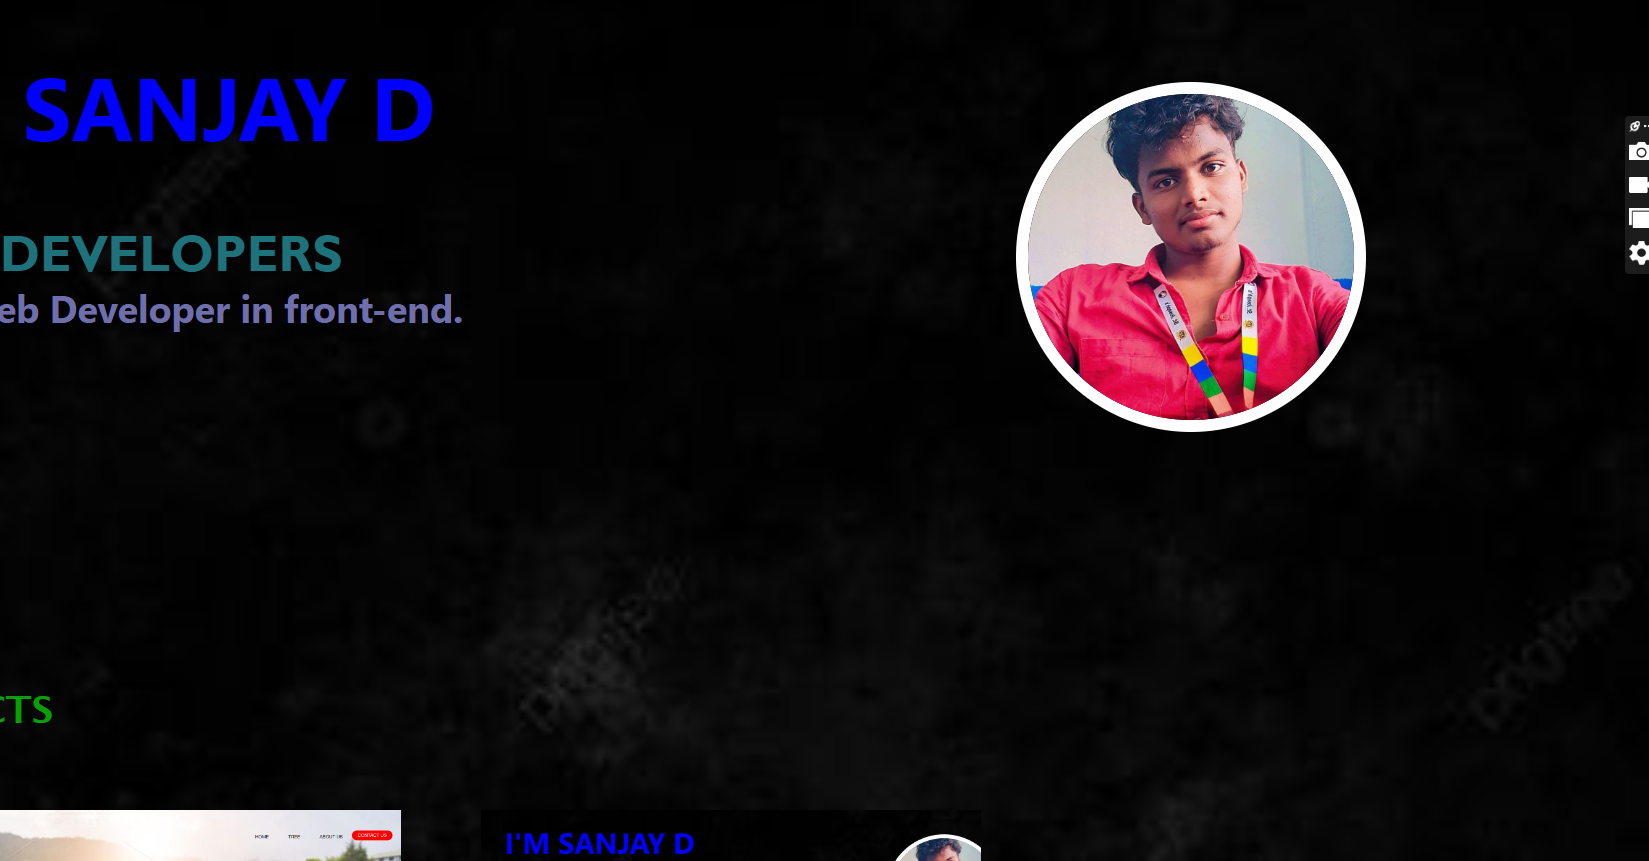 SANJAY D
DEVELOPERS
eb Developer in front-end.
CTS
HOME TREE ABOUT US CONTACT US
I'M SANJAY D